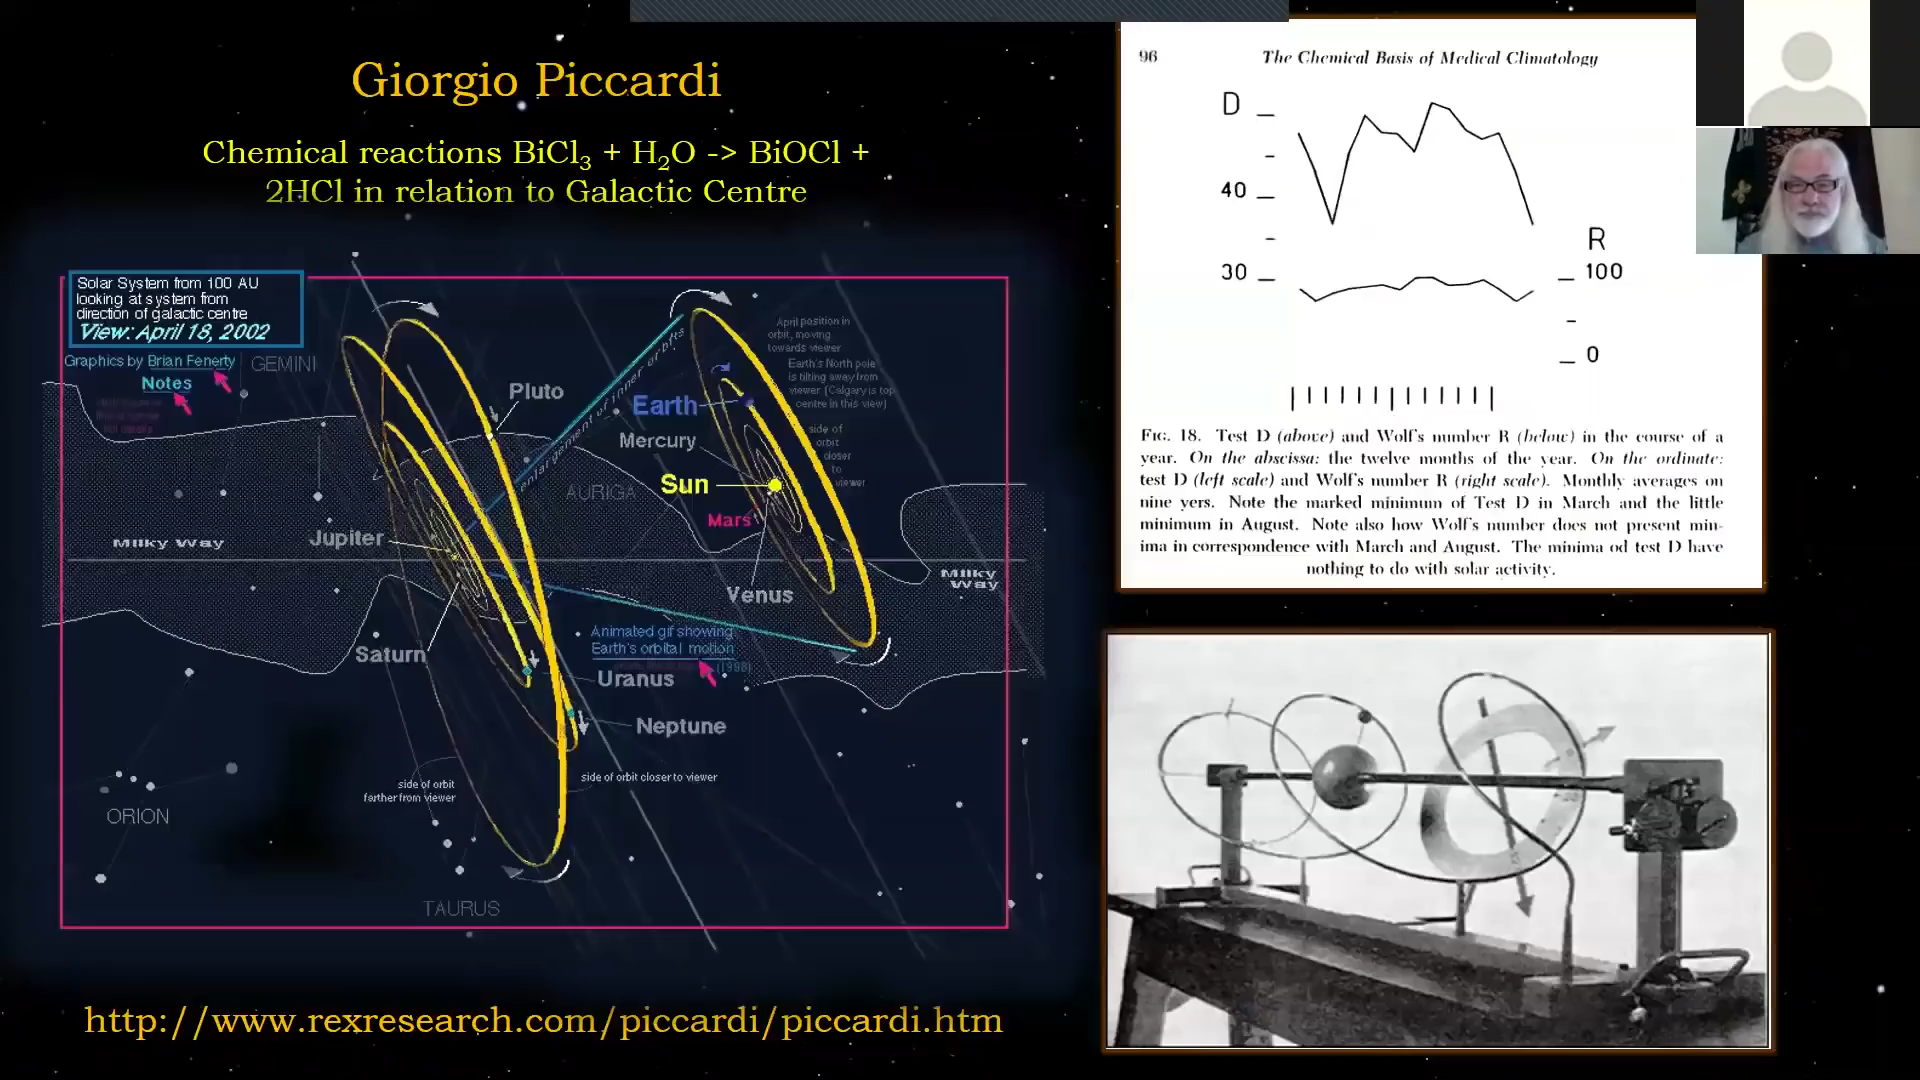 Giorgio Piccardi
Chemical reactions BiCl3 + H2O -> BiOCl +
2HCl in relation to Galactic Centre
Solar System from 100 AU
looking at system from
direction of galactic centre
View: April 18, 2002
Graphics by Brian Fenerty
Notes
GEMINI
Pluto
enlargement of inner orbits
April position in
orbit, moving
towards viewer
Earth's North pole
is tilting away from
viewer (Calgary is top
centre in this view)
Earth
Mercury
side of
orbit
closer
to
viewer
Sun
AURIGA
Mars
Jupiter
Milky Way
Milky
Way
Venus
Saturn
Animated gif showing
Earth's orbital motion
Uranus
Neptune
side of orbit
farther from viewer
side of orbit closer to viewer
ORION
TAURUS
http://www.rexresearch.com/piccardi/piccardi.htm
96 The Chemical Basis of Medical Climatology
D
40
30
R
100
0
FIG. 18. Test D (above) and Wolf's number R (below) in the course of a
year. On the abscissa: the twelve months of the year. On the ordinate:
test D (left scale) and Wolf's number R (right scale). Monthly averages on
nine yers. Note the marked minimum of Test D in March and the little
minimum in August. Note also how Wolf's number does not present min-
ima in correspondence with March and August. The minima od test D have
nothing to do with solar activity.